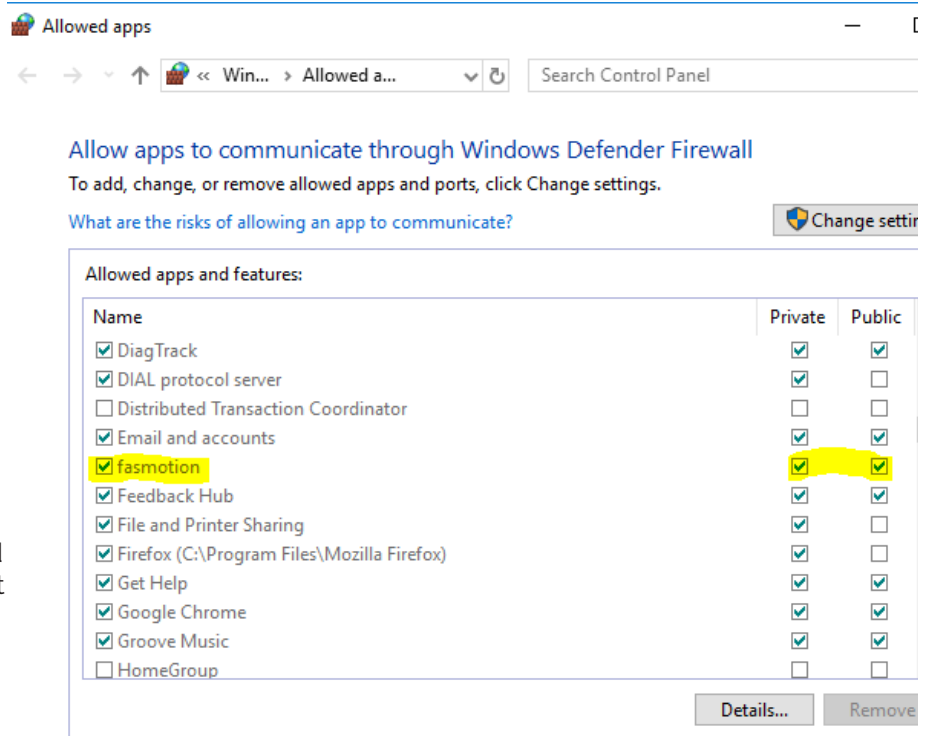 Allowed apps
« Win... › Allowed a... Search Control Panel
Allow apps to communicate through Windows Defender Firewall
To add, change, or remove allowed apps and ports, click Change settings.
What are the risks of allowing an app to communicate?
Change settin
Allowed apps and features:
Name Private Public
DiagTrack
DIAL protocol server
Distributed Transaction Coordinator
Email and accounts
fasmotion
Feedback Hub
File and Printer Sharing
Firefox (C:\Program Files\Mozilla Firefox)
Get Help
Google Chrome
Groove Music
HomeGroup
Details... Remove